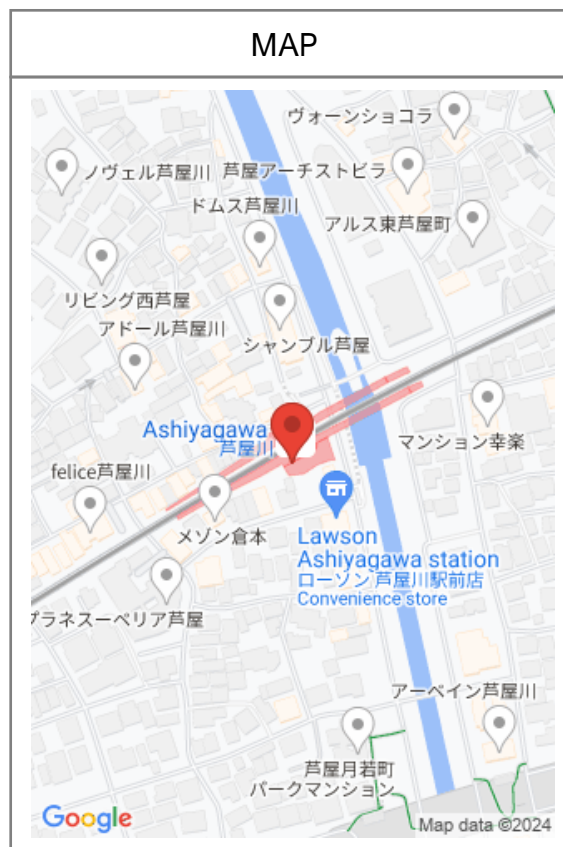 MAP
ヴォーンショコラ
ノヴェル芦屋川
芦屋アーチストビラ
ドムス芦屋川
アルス東芦屋町
リビング西芦屋
アドール芦屋川
シャンブル芦屋
Ashiyagawa
芦屋川
マンション幸楽
felice芦屋川
メゾン倉本
Lawson
Ashiyagawa station
ローソン 芦屋川駅前店
Convenience store
プラネスーペリア芦屋
アーベイン芦屋川
芦屋月若町
パークマンション
Google
Map data ©2024